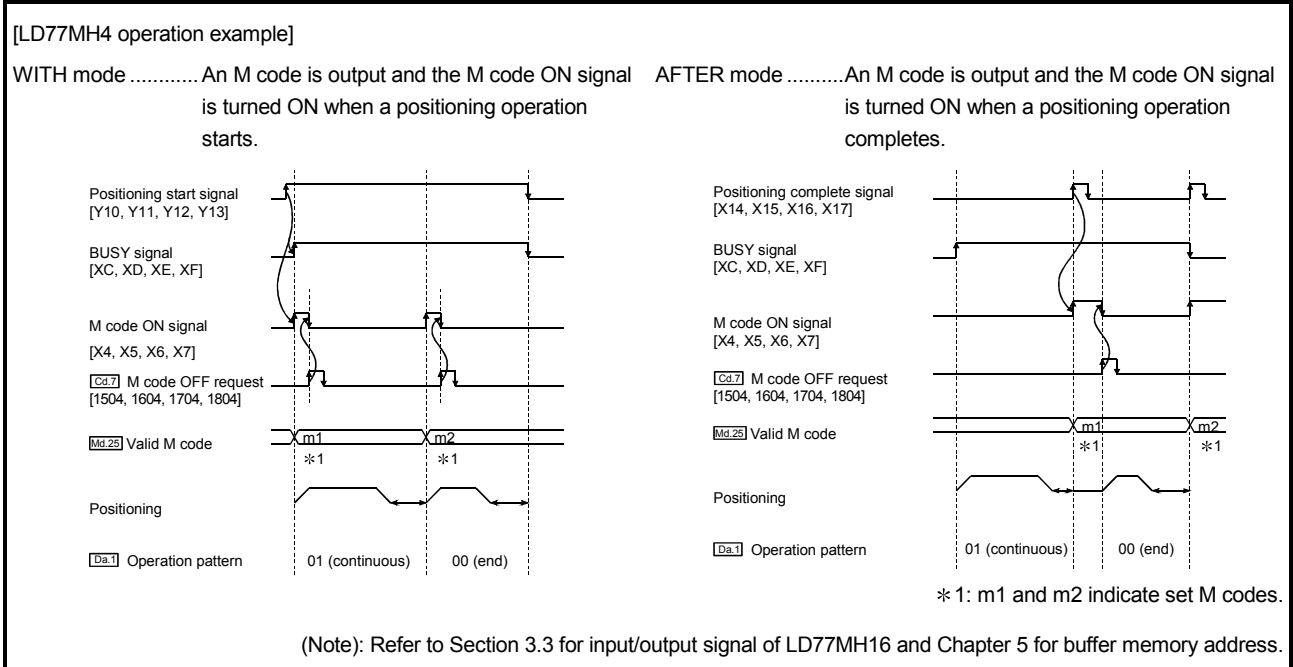 [LD77MH4 operation example]
WITH mode ............ An M code is output and the M code ON signal
is turned ON when a positioning operation
starts.
Positioning start signal
[Y10, Y11, Y12, Y13]
BUSY signal
[XC, XD, XE, XF]
M code ON signal
[X4, X5, X6, X7]
Cd.7 M code OFF request
[1504, 1604, 1704, 1804]
Md.25 Valid M code
m1
m2
*1
*1
Positioning
Da.1 Operation pattern
01 (continuous)
00 (end)
AFTER mode ..........An M code is output and the M code ON signal
is turned ON when a positioning operation
completes.
Positioning complete signal
[X14, X15, X16, X17]
BUSY signal
[XC, XD, XE, XF]
M code ON signal
[X4, X5, X6, X7]
Cd.7 M code OFF request
[1504, 1604, 1704, 1804]
Md.25 Valid M code
m1
m2
*1
*1
Positioning
Da.1 Operation pattern
01 (continuous)
00 (end)
*1: m1 and m2 indicate set M codes.
(Note): Refer to Section 3.3 for input/output signal of LD77MH16 and Chapter 5 for buffer memory address.